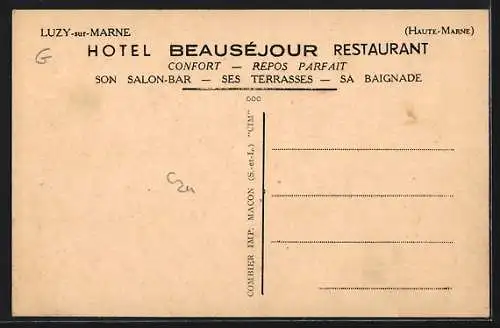 LUZY-sur-MARNE (HAUTE-MARNE)
HOTEL BEAUSÉJOUR RESTAURANT
CONFORT — REPOS PARFAIT
SON SALON-BAR — SES TERRASSES — SA BAIGNADE
COMBIER IMP. MACON (S.-et-L.) "CIM"
G